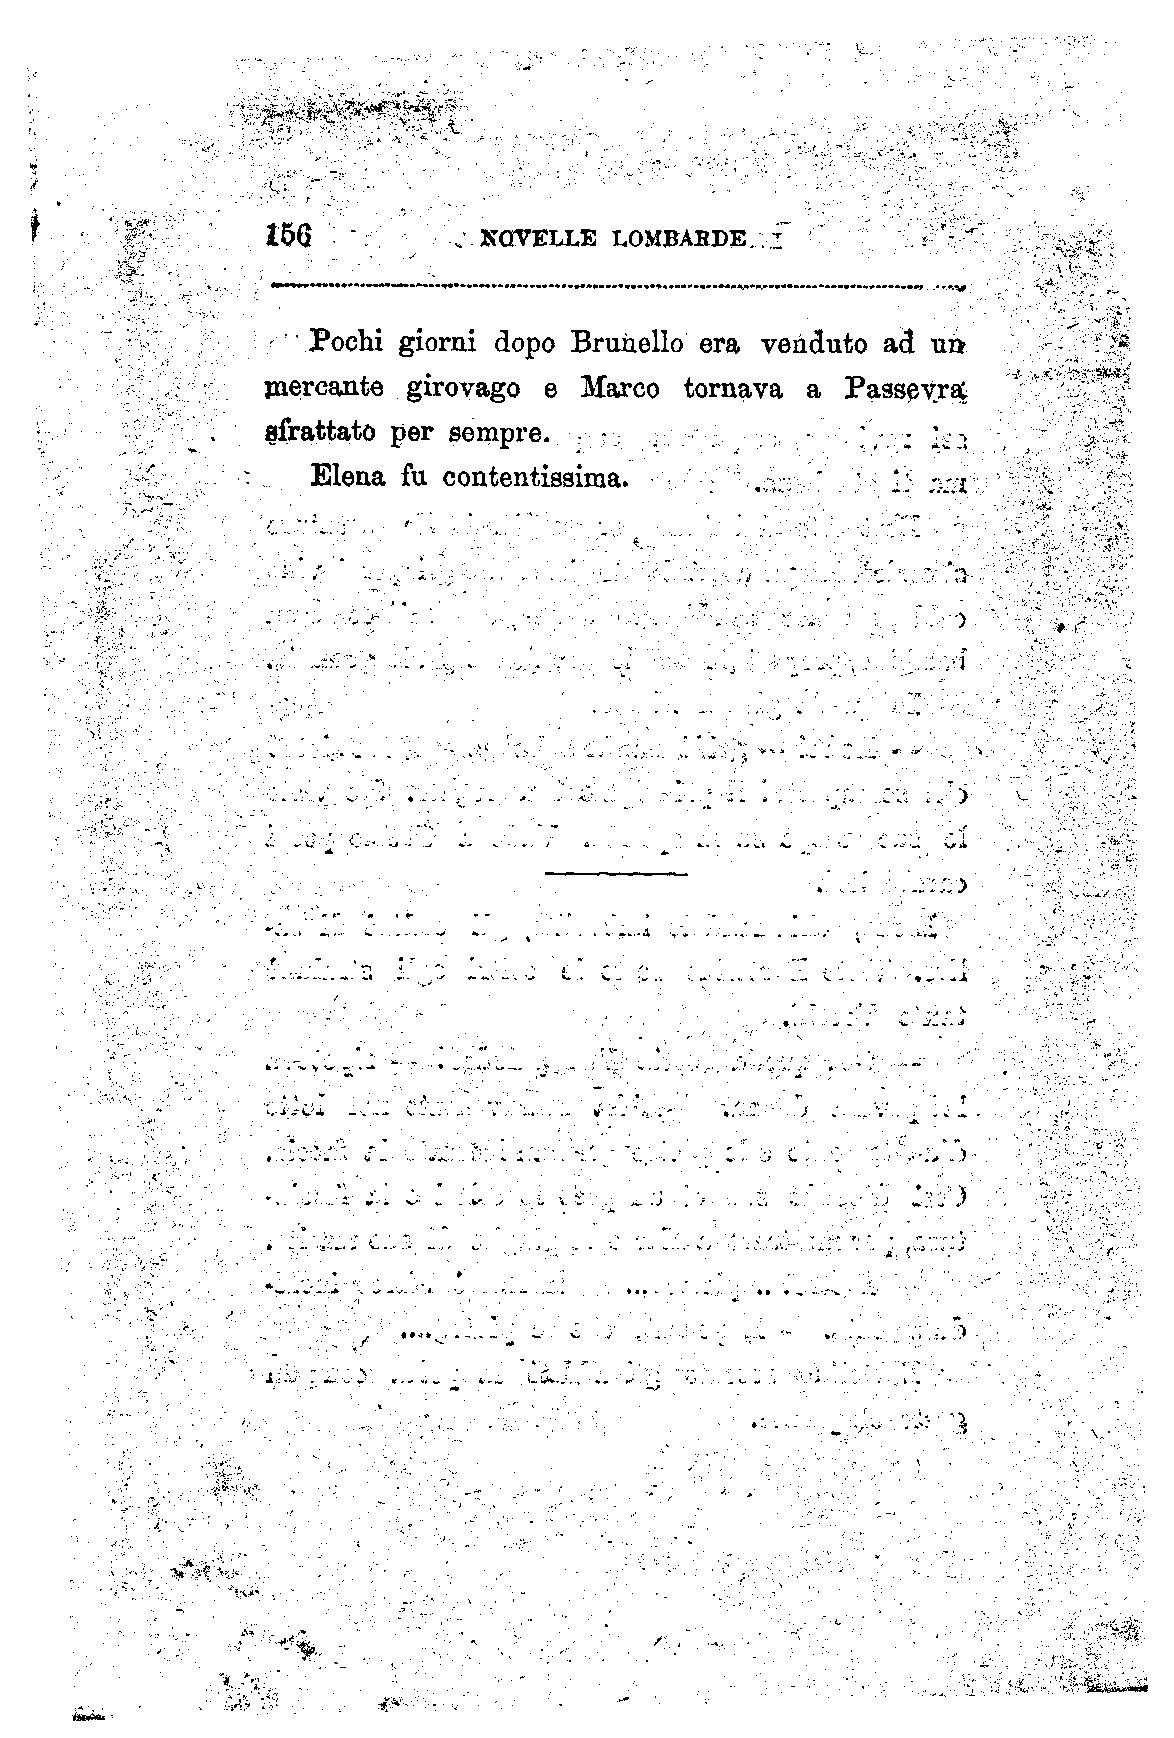 156 NOVELLE LOMBARDE
Pochi giorni dopo Brunello era venduto ad un
mercante girovago e Marco tornava a Passevra
sfrattato per sempre.
Elena fu contentissima.